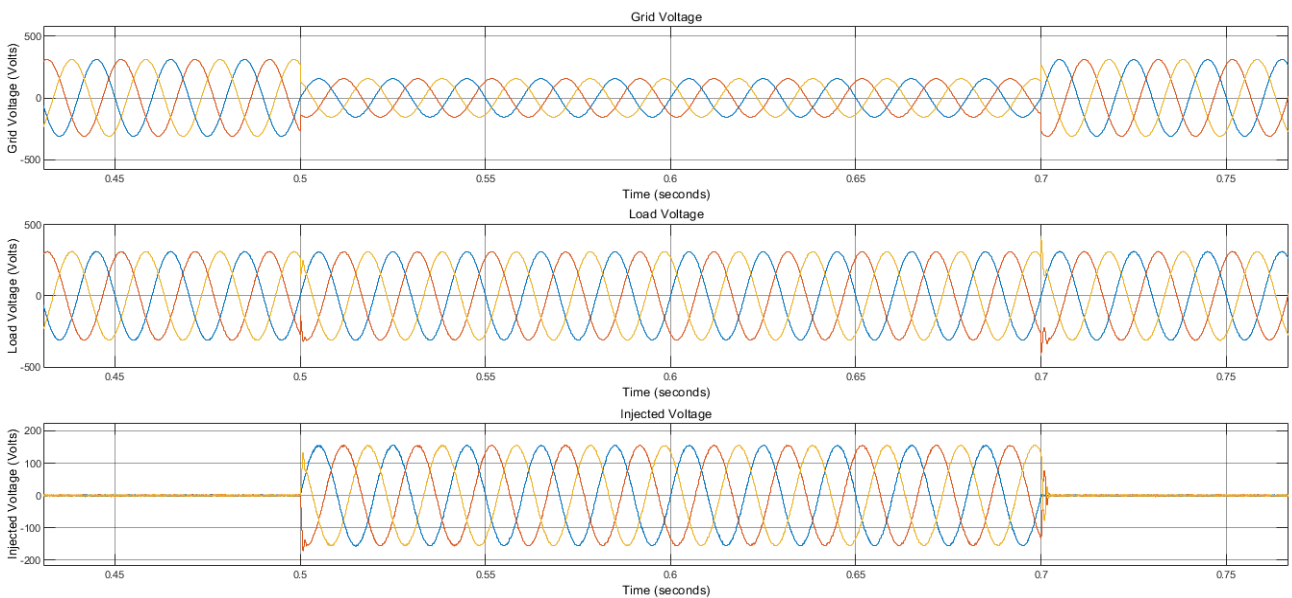 Grid Voltage
500
0
-500
Grid Voltage (Volts)
0.45 0.5 0.55 0.6 0.65 0.7 0.75
Time (seconds)
Load Voltage
500
0
-500
Load Voltage (Volts)
0.45 0.5 0.55 0.6 0.65 0.7 0.75
Time (seconds)
Injected Voltage
200
100
0
-100
-200
Injected Voltage (Volts)
0.45 0.5 0.55 0.6 0.65 0.7 0.75
Time (seconds)